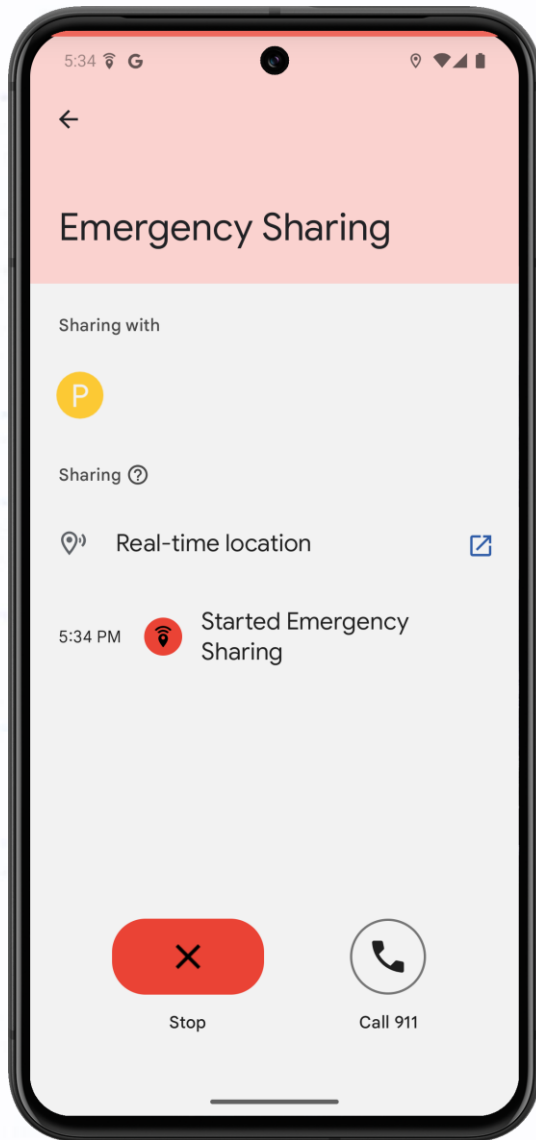 5:34 G
Emergency Sharing
Sharing with
P
Sharing
Real-time location
5:34 PM
Started Emergency
Sharing
Stop
Call 911